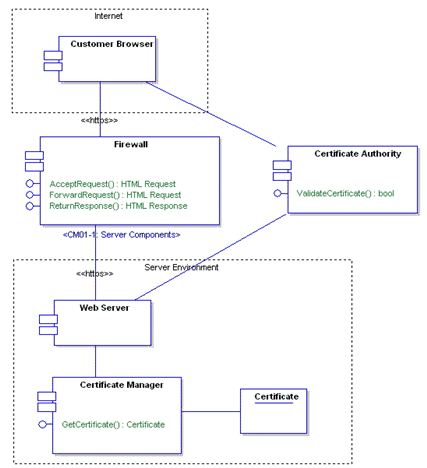 Internet
Customer Browser
<<https>>
Firewall
AcceptRequest() : HTML Request
ForwardRequest() : HTML Request
ReturnResponse() : HTML Response
Certificate Authority
ValidateCertificate() : bool
<CM01-1: Server Components>
Server Environment
<<https>>
Web Server
Certificate Manager
GetCertificate() : Certificate
Certificate